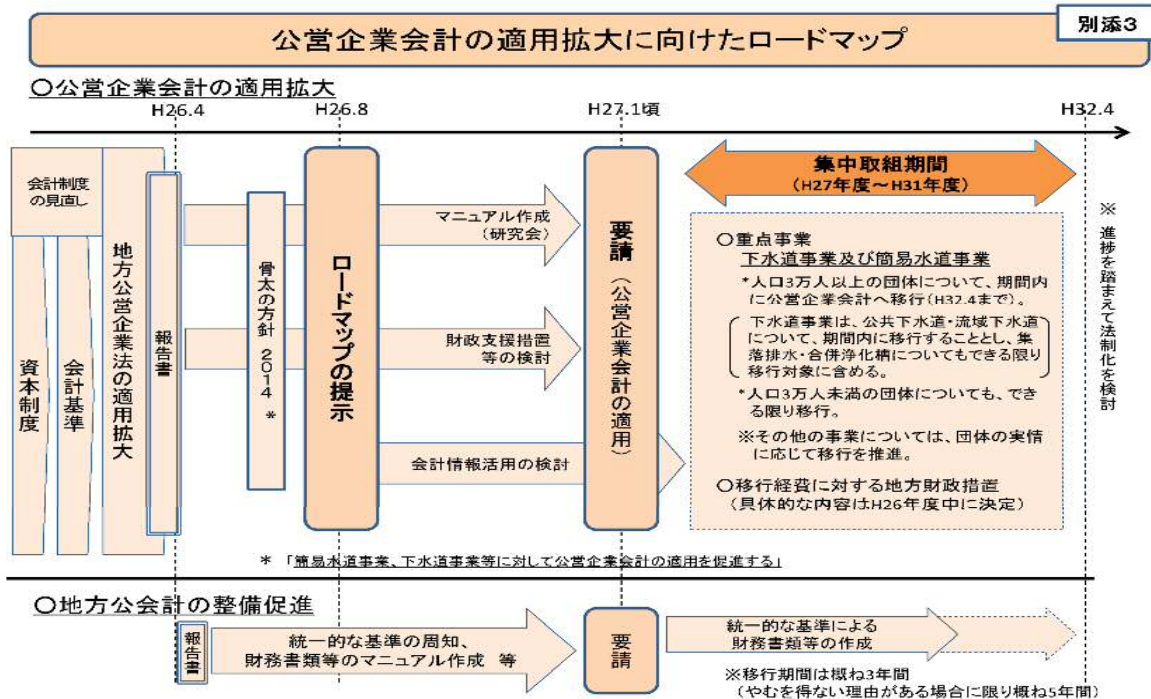 別添3
公営企業会計の適用拡大に向けたロードマップ
○公営企業会計の適用拡大
H26.4
H26.8
H27.1頃
H32.4
会計制度
の見直し
資本制度
会計基準
地方公営企業法の適用拡大
報告書
骨太の方針 2014 *
ロードマップの提示
マニュアル作成
(研究会)
財政支援措置
等の検討
会計情報活用の検討
要請(公営企業会計の適用)
集中取組期間
(H27年度~H31年度)
○重点事業
下水道事業及び簡易水道事業
*人口3万人以上の団体について、期間内
に公営企業会計へ移行(H32.4まで)。
下水道事業は、公共下水道・流域下水道
について、期間内に移行することとし、集
落排水・合併浄化槽についてもできる限り
移行対象に含める。
*人口3万人未満の団体についても、でき
る限り移行。
※その他の事業については、団体の実情
に応じて移行を推進。
○移行経費に対する地方財政措置
(具体的な内容はH26年度中に決定)
※ 進捗を踏まえて法制化を検討
* 「簡易水道事業、下水道事業等に対して公営企業会計の適用を促進する」
○地方公会計の整備促進
報告書
統一的な基準の周知、
財務書類等のマニュアル作成 等
要請
統一的な基準による
財務書類等の作成
※移行期間は概ね3年間
(やむを得ない理由がある場合に限り概ね5年間)